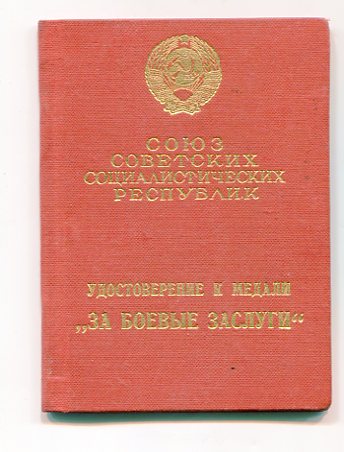 СОЮЗ
СОВЕТСКИХ
СОЦИАЛИСТИЧЕСКИХ
РЕСПУБЛИК
УДОСТОВЕРЕНИЕ К МЕДАЛИ
„ЗА БОЕВЫЕ ЗАСЛУГИ“